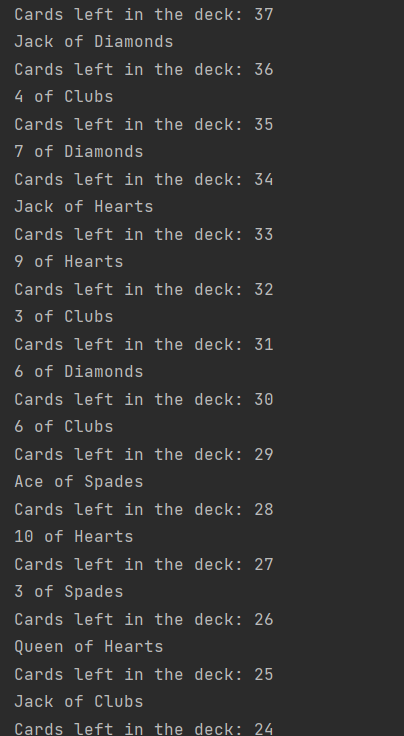 Cards left in the deck: 37
Jack of Diamonds
Cards left in the deck: 36
4 of Clubs
Cards left in the deck: 35
7 of Diamonds
Cards left in the deck: 34
Jack of Hearts
Cards left in the deck: 33
9 of Hearts
Cards left in the deck: 32
3 of Clubs
Cards left in the deck: 31
6 of Diamonds
Cards left in the deck: 30
6 of Clubs
Cards left in the deck: 29
Ace of Spades
Cards left in the deck: 28
10 of Hearts
Cards left in the deck: 27
3 of Spades
Cards left in the deck: 26
Queen of Hearts
Cards left in the deck: 25
Jack of Clubs
Cards left in the deck: 24